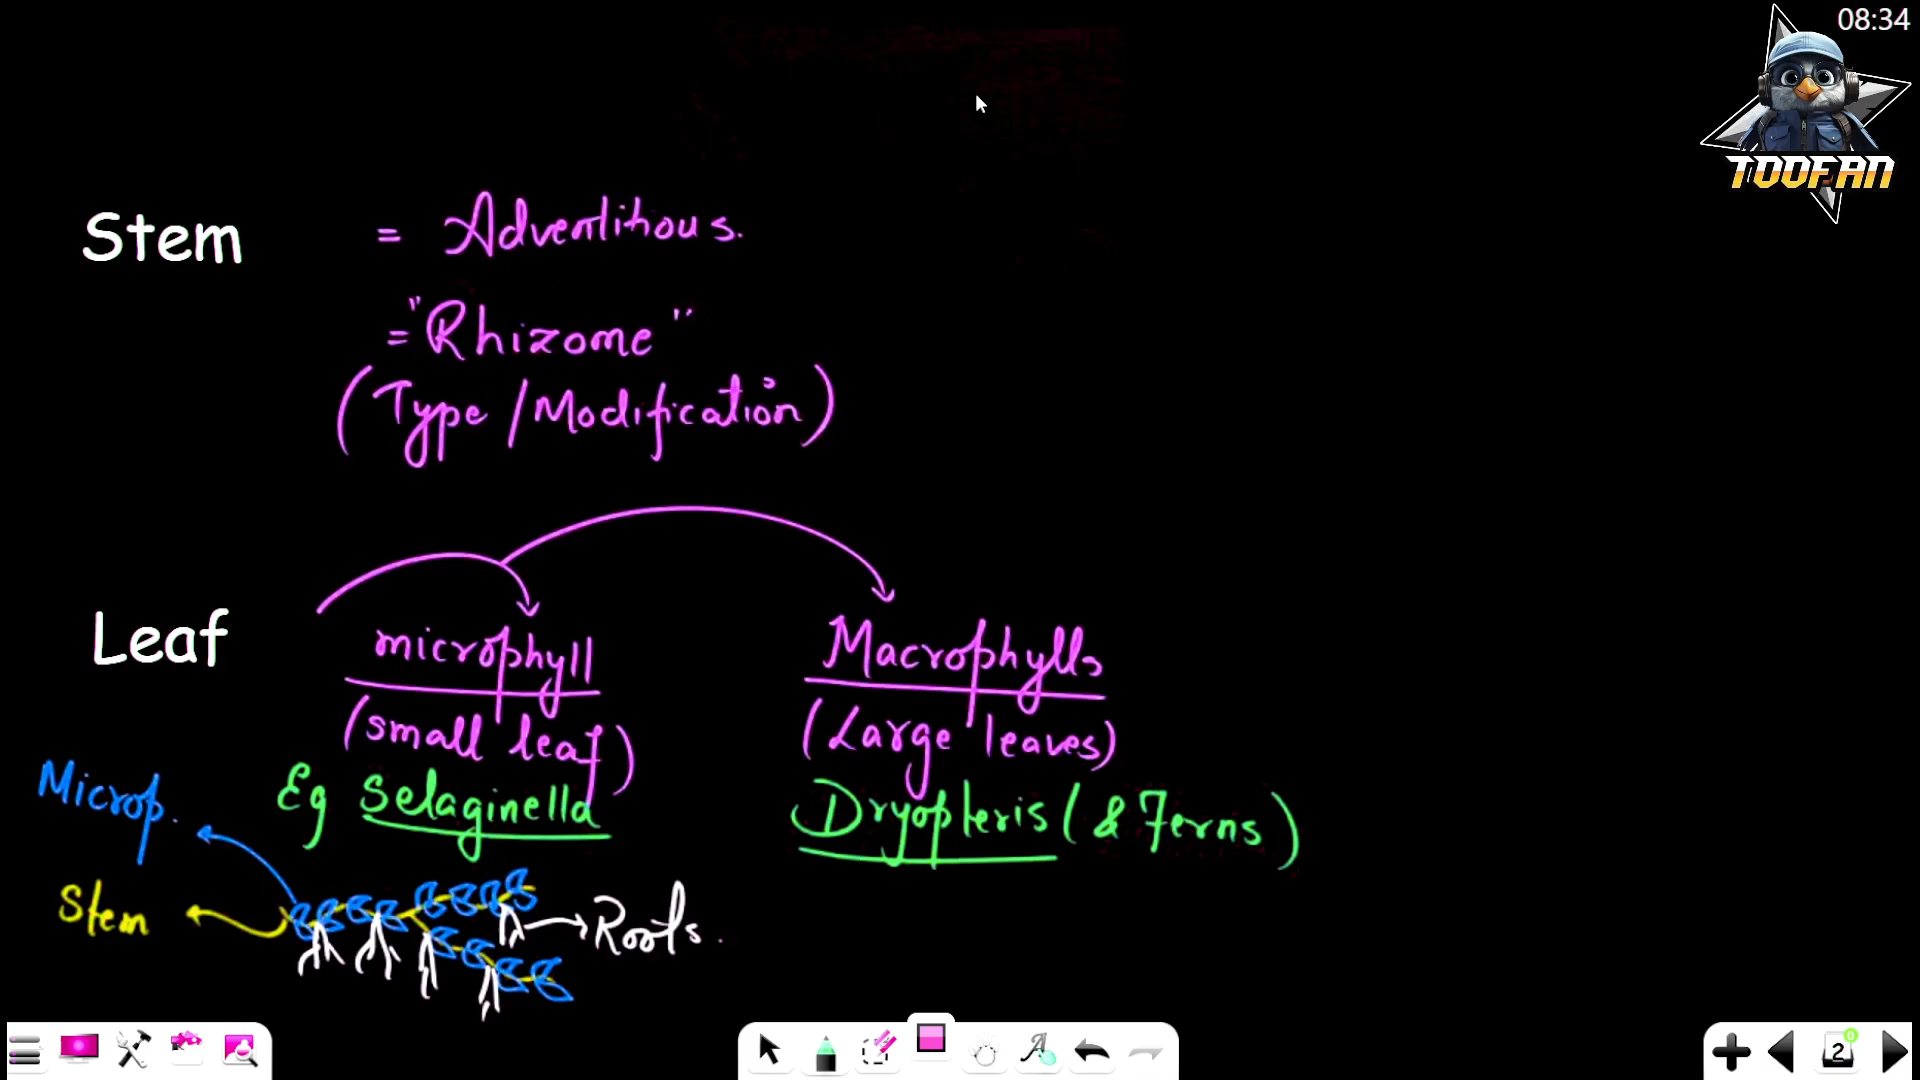 08:34
TOOFAN
Stem = Adventitious.
= "Rhizome"
(Type / Modification)
Leaf
microphyll Macrophylls
(small leaf) (Large leaves)
Microp. Eg Selaginella Dryopteris (& Ferns)
Stem Roots.
2
0